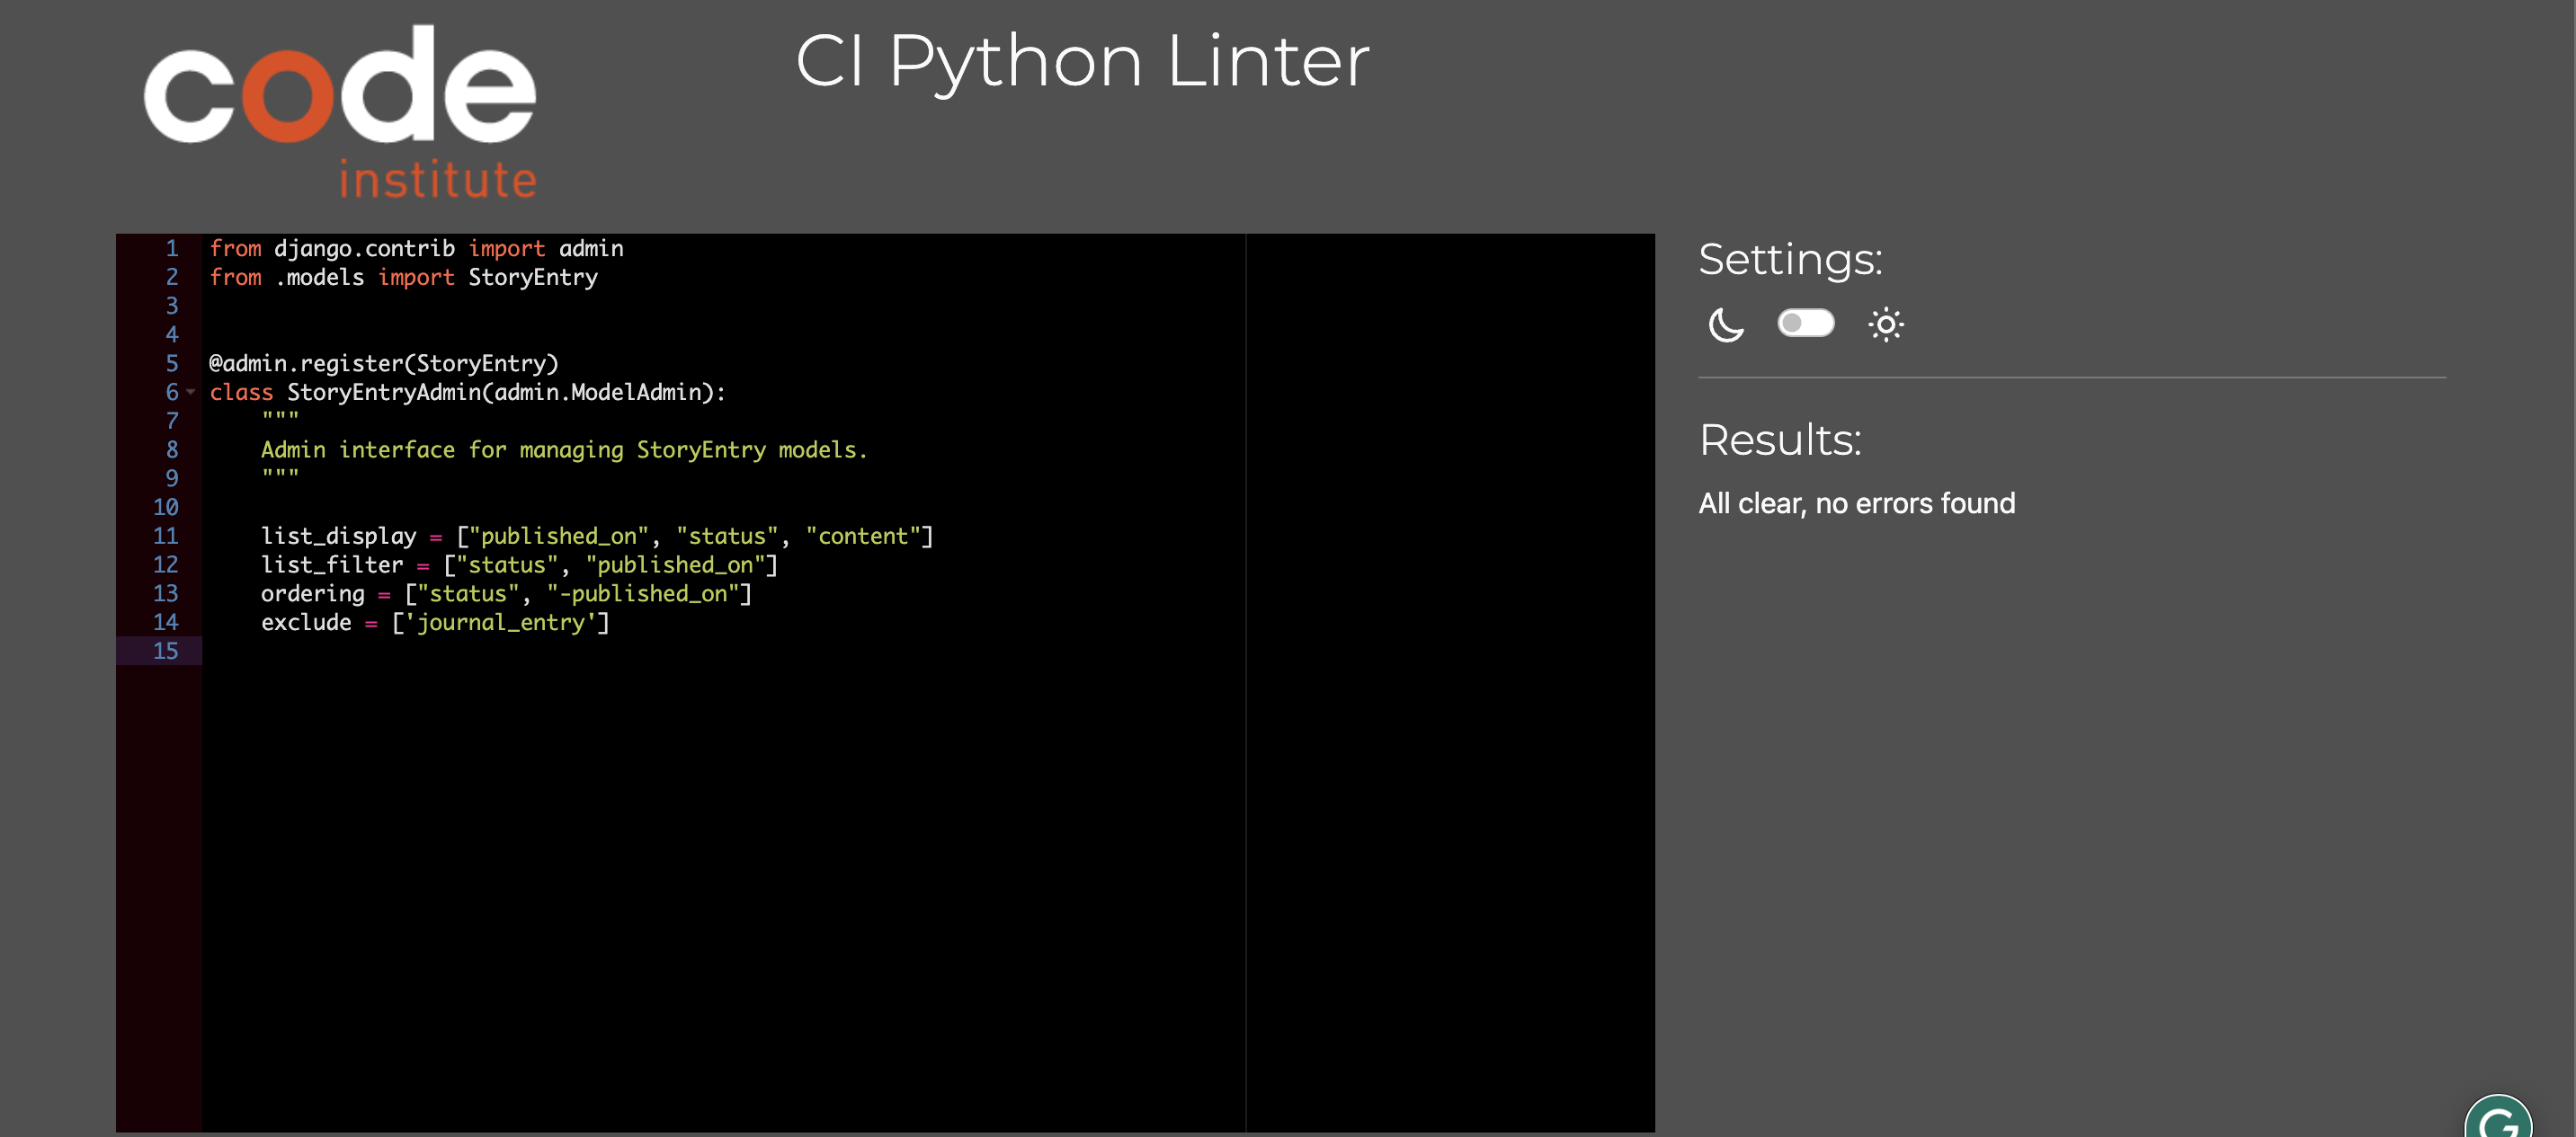 code
institute
CI Python Linter
1 from django.contrib import admin
2 from .models import StoryEntry
3
4
5 @admin.register(StoryEntry)
6 class StoryEntryAdmin(admin.ModelAdmin):
7     """
8     Admin interface for managing StoryEntry models.
9     """
10
11     list_display = ["published_on", "status", "content"]
12     list_filter = ["status", "published_on"]
13     ordering = ["status", "-published_on"]
14     exclude = ['journal_entry']
15
Settings:
Results:
All clear, no errors found
G